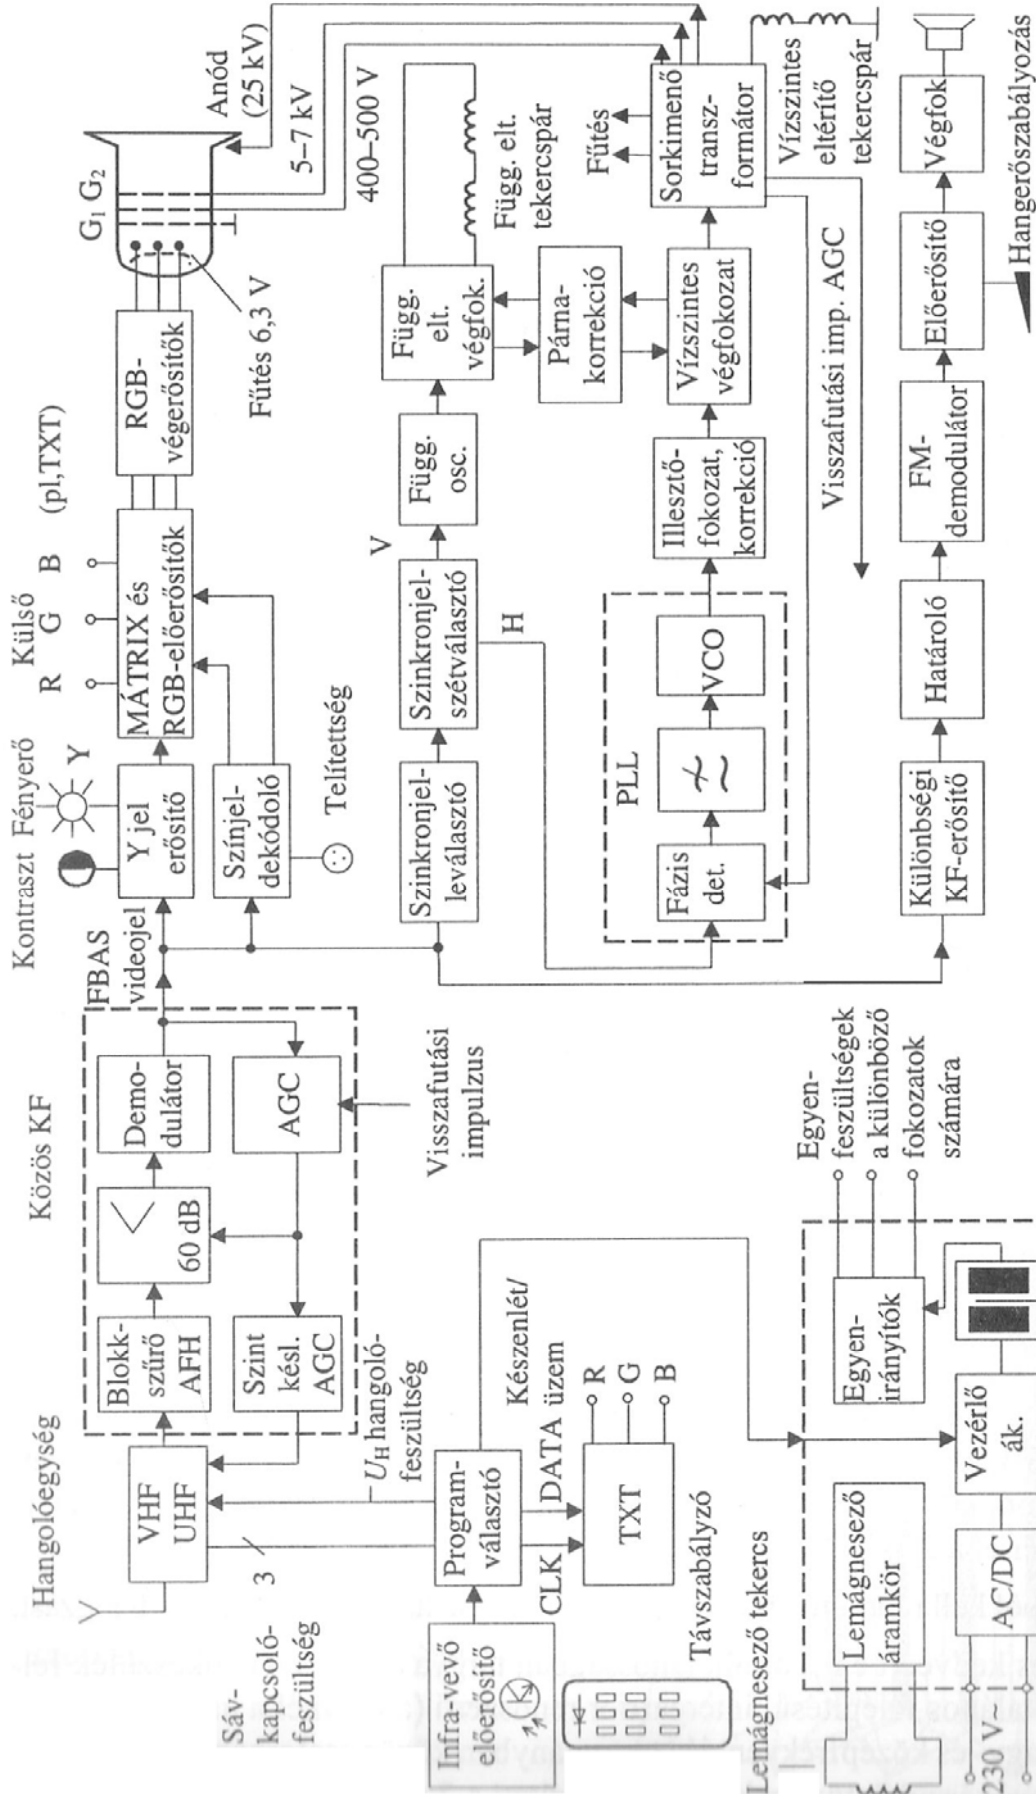 Hangolóegység
VHF
UHF
Sáv-
kapcsoló-
feszültség
3
Közös KF
Blokk-
szűrő
AFH
60 dB
Demo-
dulátor
Szint
késl.
AGC
AGC
Visszafutási
impulzus
FBAS
videojel
U_H hangoló-
feszültség
Infra-vevő
előerősítő
Program-
választó
Készenlét/
üzem
CLK
DATA
TXT
R
G
B
Távszabályzó
Kontraszt
Fényerő
Y
Y jel
erősítő
Színjel-
dekódoló
Telítettség
Külső
R
G
B
(pl,TXT)
MÁTRIX és
RGB-előerősítők
RGB-
végerősítők
Fűtés 6,3 V
G1 G2
Anód
(25 kV)
5–7 kV
400–500 V
Szinkronjel-
leválasztó
Szinkronjel-
szétválasztó
V
H
Függ.
osc.
Függ.
elt.
végfok.
Függ. elt.
tekercspár
Párna-
korrekció
PLL
Fázis
det.
VCO
Illesztő-
fokozat,
korrekció
Vízszintes
végfokozat
Sorkimenő
transz-
formátor
Fűtés
Vízszintes
eltérítő
tekercspár
Visszafutási imp. AGC
Különbségi
KF-erősítő
Határoló
FM-
demodulátor
Előerősítő
Végfok
Hangerőszabályozás
Lemágnesező tekercs
Lemágnesező
áramkör
230 V
AC/DC
Vezérlő
ák.
Egyen-
irányítók
Egyen-
feszültségek
a különböző
fokozatok
számára